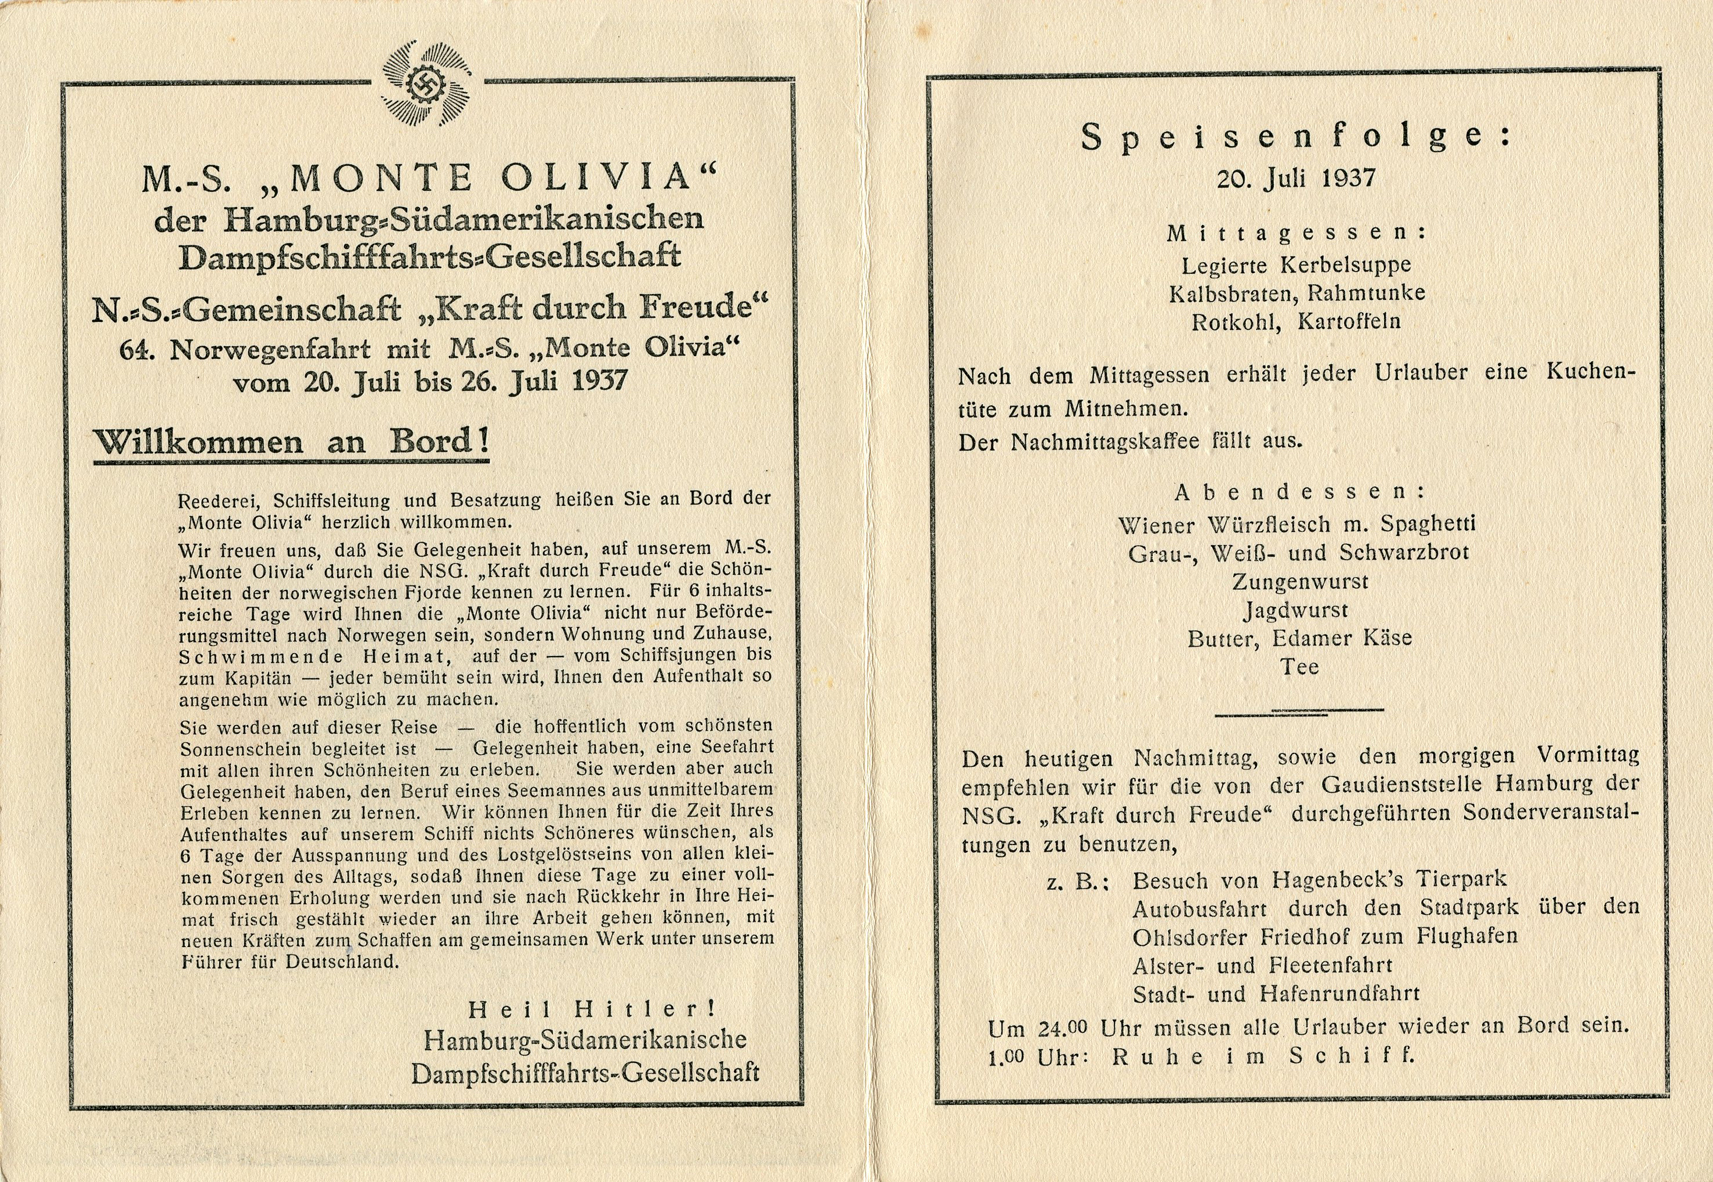 M.-S. „MONTE OLIVIA“
der Hamburg-Südamerikanischen
Dampfschifffahrts-Gesellschaft
N.-S.-Gemeinschaft „Kraft durch Freude“
64. Norwegenfahrt mit M.-S. „Monte Olivia“
vom 20. Juli bis 26. Juli 1937
Willkommen an Bord!
Reederei, Schiffsleitung und Besatzung heißen Sie an Bord der
„Monte Olivia“ herzlich willkommen.
Wir freuen uns, daß Sie Gelegenheit haben, auf unserem M.-S.
„Monte Olivia“ durch die NSG. „Kraft durch Freude“ die Schön-
heiten der norwegischen Fjorde kennen zu lernen. Für 6 inhalts-
reiche Tage wird Ihnen die „Monte Olivia“ nicht nur Beförde-
rungsmittel nach Norwegen sein, sondern Wohnung und Zuhause,
Schwimmende Heimat, auf der — vom Schiffsjungen bis
zum Kapitän — jeder bemüht sein wird, Ihnen den Aufenthalt so
angenehm wie möglich zu machen.
Sie werden auf dieser Reise — die hoffentlich vom schönsten
Sonnenschein begleitet ist — Gelegenheit haben, eine Seefahrt
mit allen ihren Schönheiten zu erleben. Sie werden aber auch
Gelegenheit haben, den Beruf eines Seemannes aus unmittelbarem
Erleben kennen zu lernen. Wir können Ihnen für die Zeit Ihres
Aufenthaltes auf unserem Schiff nichts Schöneres wünschen, als
6 Tage der Ausspannung und des Lostgelöstseins von allen klei-
nen Sorgen des Alltags, sodaß Ihnen diese Tage zu einer voll-
kommenen Erholung werden und sie nach Rückkehr in Ihre Hei-
mat frisch gestählt wieder an ihre Arbeit gehen können, mit
neuen Kräften zum Schaffen am gemeinsamen Werk unter unserem
Führer für Deutschland.
Heil Hitler!
Hamburg-Südamerikanische
Dampfschifffahrts-Gesellschaft
Speisenfolge:
20. Juli 1937
Mittagessen:
Legierte Kerbelsuppe
Kalbsbraten, Rahmtunke
Rotkohl, Kartoffeln
Nach dem Mittagessen erhält jeder Urlauber eine Kuchen-
tüte zum Mitnehmen.
Der Nachmittagskaffee fällt aus.
Abendessen:
Wiener Würzfleisch m. Spaghetti
Grau-, Weiß- und Schwarzbrot
Zungenwurst
Jagdwurst
Butter, Edamer Käse
Tee
Den heutigen Nachmittag, sowie den morgigen Vormittag
empfehlen wir für die von der Gaudienststelle Hamburg der
NSG. „Kraft durch Freude“ durchgeführten Sonderveranstal-
tungen zu benutzen,
z. B.: Besuch von Hagenbeck's Tierpark
Autobusfahrt durch den Stadtpark über den
Ohlsdorfer Friedhof zum Flughafen
Alster- und Fleetenfahrt
Stadt- und Hafenrundfahrt
Um 24.00 Uhr müssen alle Urlauber wieder an Bord sein.
1.00 Uhr: Ruhe im Schiff.